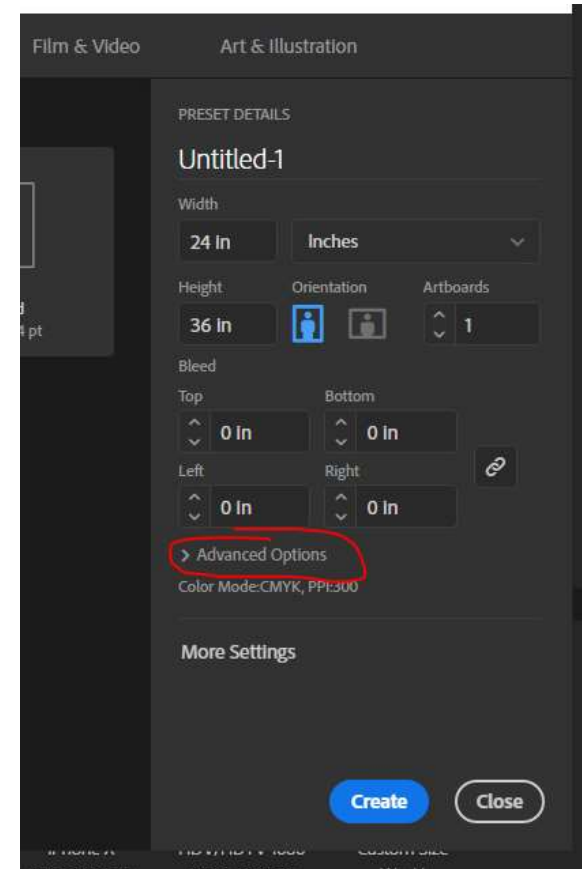 Film & Video Art & Illustration
PRESET DETAILS
Untitled-1
Width
24 in Inches
Height Orientation Artboards
36 in 1
4 pt
Bleed
Top Bottom
0 in 0 in
Left Right
0 in 0 in
> Advanced Options
Color Mode:CMYK, PPI:300
More Settings
Create Close